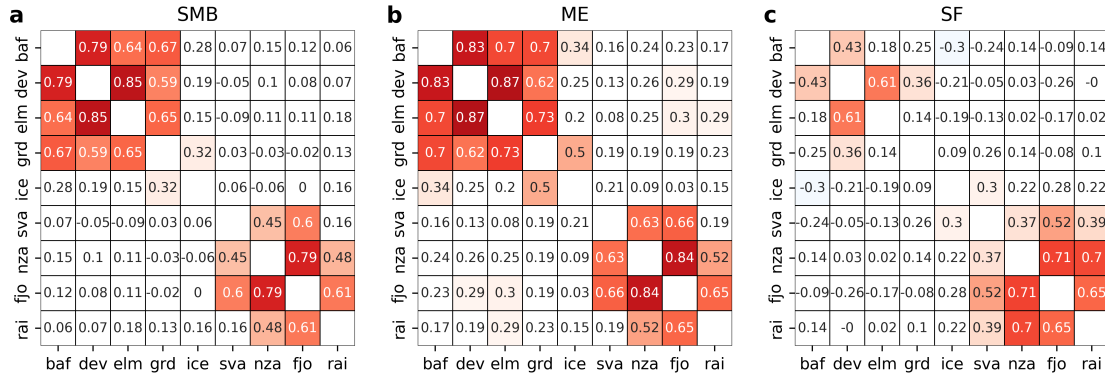 a SMB b ME c SF
baf 0.79 0.64 0.67 0.28 0.07 0.15 0.12 0.06 0.83 0.7 0.7 0.34 0.16 0.24 0.23 0.17 0.43 0.18 0.25 -0.3 -0.24 0.14 -0.09 0.14
dev 0.79 0.85 0.59 0.19 -0.05 0.1 0.08 0.07 0.83 0.87 0.62 0.25 0.13 0.26 0.29 0.19 0.43 0.61 0.36 -0.21 -0.05 0.03 -0.26 -0
elm 0.64 0.85 0.65 0.15 -0.09 0.11 0.11 0.18 0.7 0.87 0.73 0.2 0.08 0.25 0.3 0.29 0.18 0.61 0.14 -0.19 -0.13 0.02 -0.17 0.02
grd 0.67 0.59 0.65 0.32 0.03 -0.03 -0.02 0.13 0.7 0.62 0.73 0.5 0.19 0.19 0.19 0.23 0.25 0.36 0.14 0.09 0.26 0.14 -0.08 0.1
ice 0.28 0.19 0.15 0.32 0.06 -0.06 0 0.16 0.34 0.25 0.2 0.5 0.21 0.09 0.03 0.15 -0.3 -0.21 -0.19 0.09 0.3 0.22 0.28 0.22
sva 0.07 -0.05 -0.09 0.03 0.06 0.45 0.6 0.16 0.16 0.13 0.08 0.19 0.21 0.63 0.66 0.19 -0.24 -0.05 -0.13 0.26 0.3 0.37 0.52 0.39
nza 0.15 0.1 0.11 -0.03 -0.06 0.45 0.79 0.48 0.24 0.26 0.25 0.19 0.09 0.63 0.84 0.52 0.14 0.03 0.02 0.14 0.22 0.37 0.71 0.7
fjo 0.12 0.08 0.11 -0.02 0 0.6 0.79 0.61 0.23 0.29 0.3 0.19 0.03 0.66 0.84 0.65 -0.09 -0.26 -0.17 -0.08 0.28 0.52 0.71 0.65
rai 0.06 0.07 0.18 0.13 0.16 0.16 0.48 0.61 0.17 0.19 0.29 0.23 0.15 0.19 0.52 0.65 0.14 -0 0.02 0.1 0.22 0.39 0.7 0.65
baf dev elm grd ice sva nza fjo rai baf dev elm grd ice sva nza fjo rai baf dev elm grd ice sva nza fjo rai